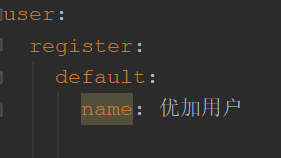 user:
  register:
    default:
      name: 优加用户